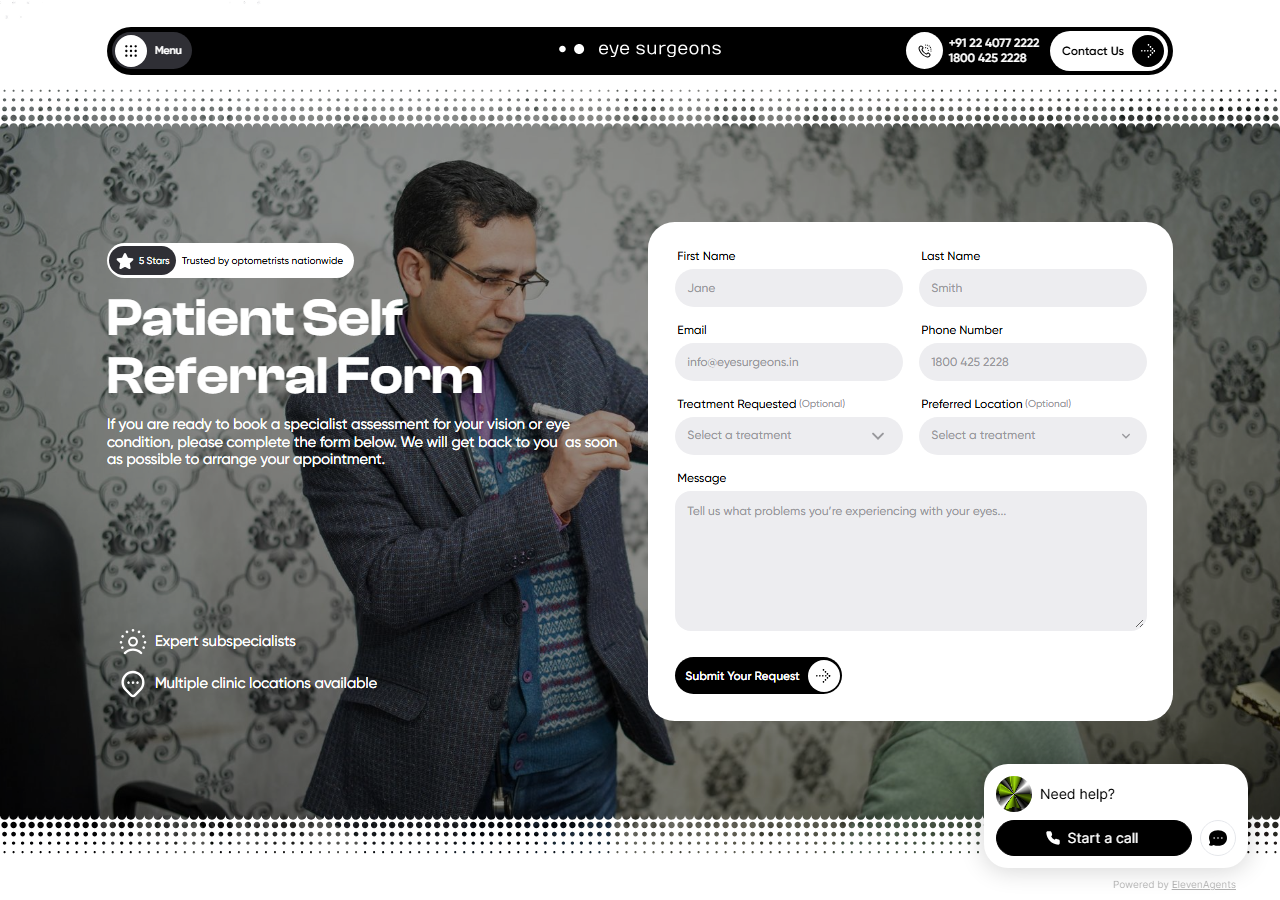 Menu
eye surgeons
+91 22 4077 2222
1800 425 2228
Contact Us
5 Stars
Trusted by optometrists nationwide
Patient Self
Referral Form
If you are ready to book a specialist assessment for your vision or eye
condition, please complete the form below. We will get back to you as soon
as possible to arrange your appointment.
Expert subspecialists
Multiple clinic locations available
First Name
Last Name
Jane
Smith
Email
Phone Number
info@eyesurgeons.in
1800 425 2228
Treatment Requested (Optional)
Preferred Location (Optional)
Select a treatment
Select a treatment
Message
Tell us what problems you're experiencing with your eyes...
Submit Your Request
Need help?
Start a call
Powered by ElevenAgents